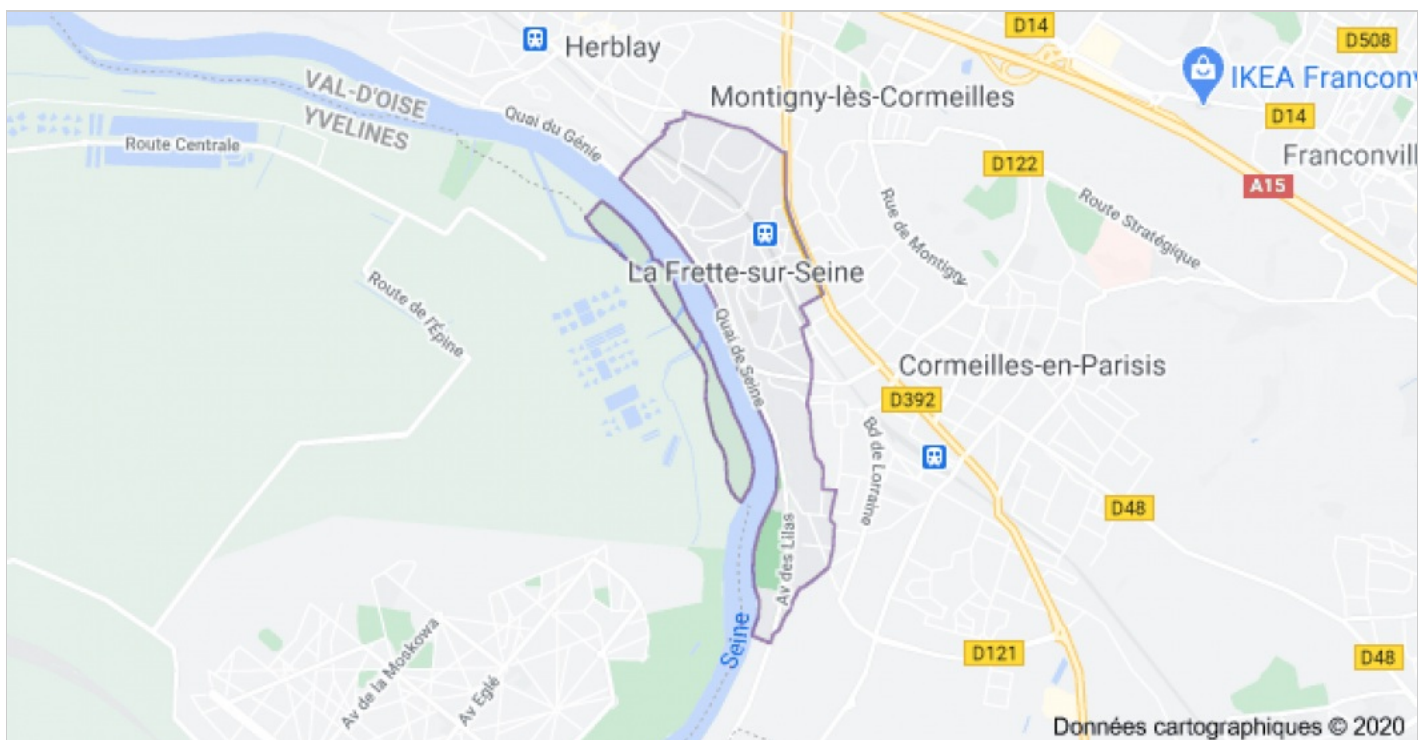 D14
D508
Herblay
IKEA Franconv
VAL-D'OISE
YVELINES
Montigny-lès-Cormeilles
D14
Quai du Génie
Route Centrale
Franconvill
D122
A15
Route Stratégique
Rue de Montigny
La Frette-sur-Seine
Route de l'Épine
Quai de Seine
Cormeilles-en-Parisis
D392
Bd de Lorraine
D48
Av des Lilas
Seine
Av de la Moskowa
Av Eglé
D121
D48
Données cartographiques © 2020